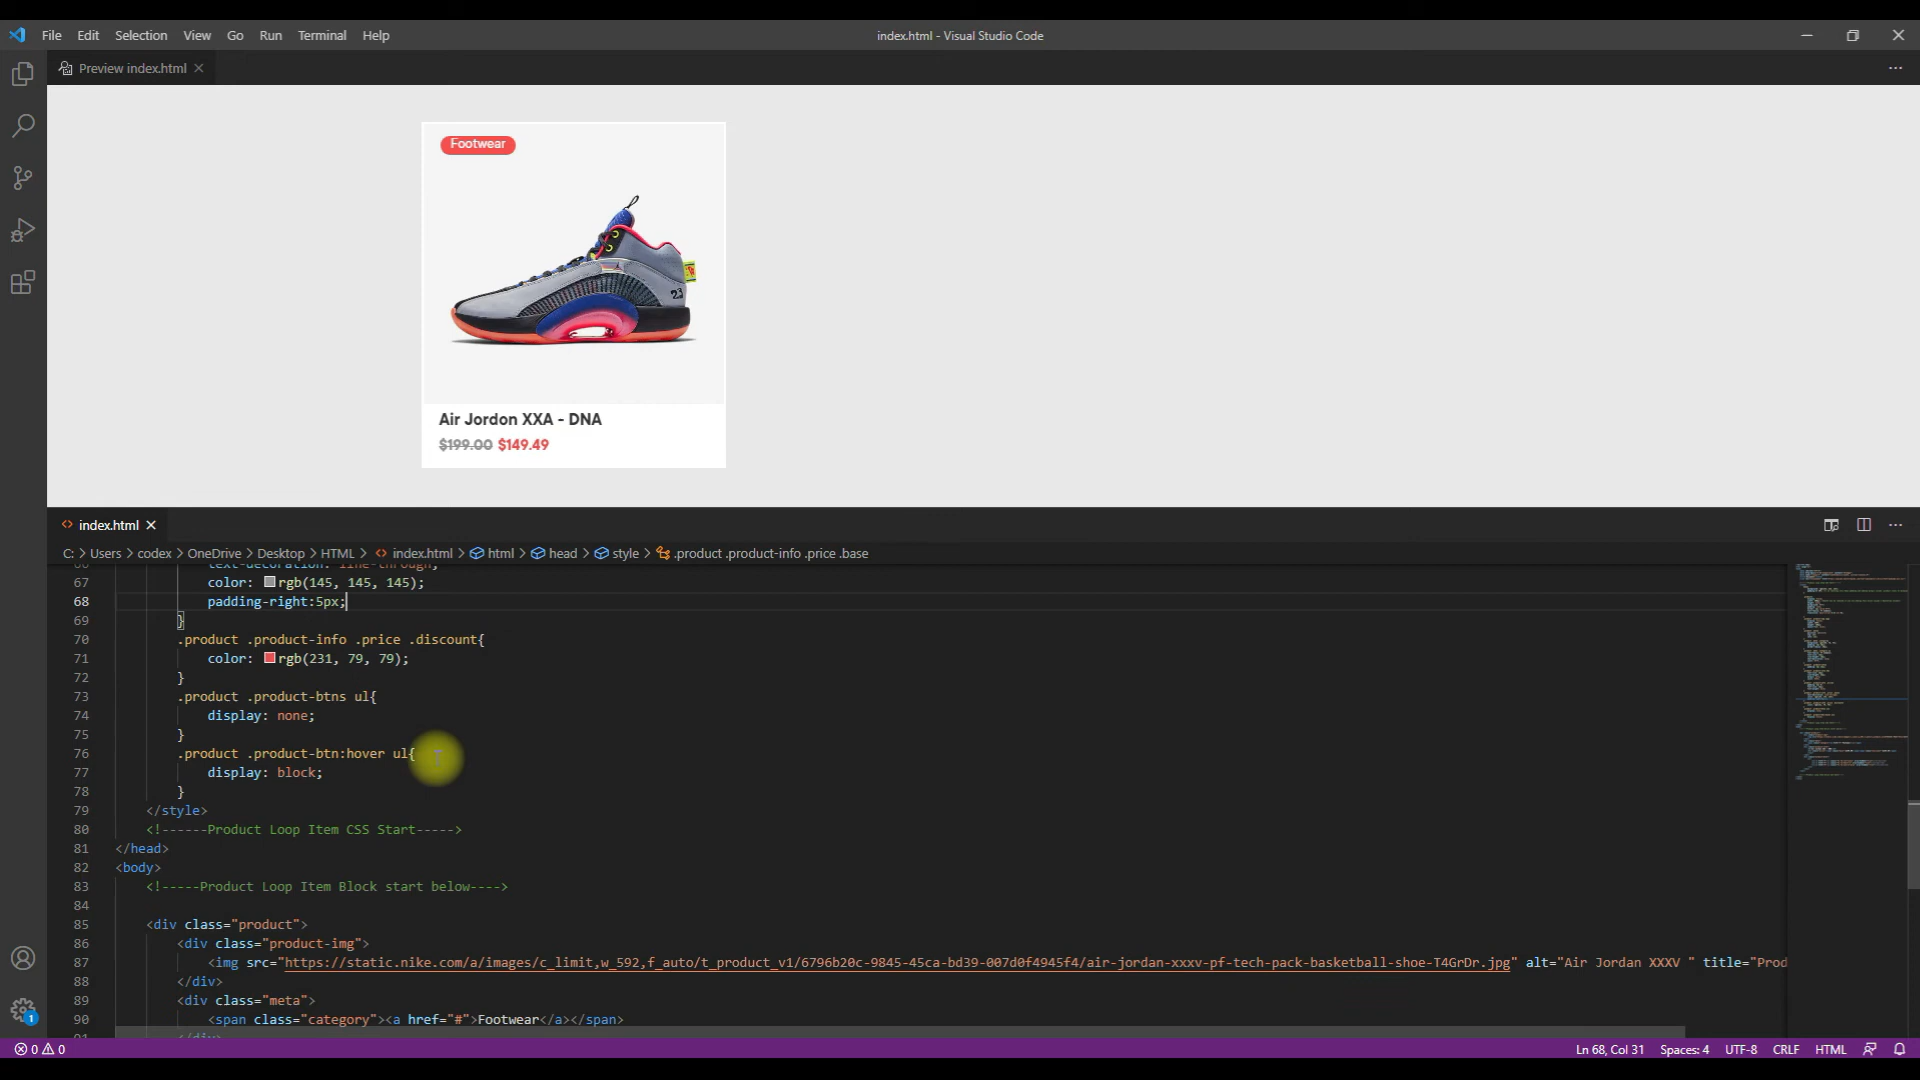 File Edit Selection View Go Run Terminal Help
index.html - Visual Studio Code
Preview index.html
Footwear
23
Air Jordon XXA - DNA
$199.00 $149.49
index.html
C: > Users > codex > OneDrive > Desktop > HTML > index.html > html > head > style > .product .product-info .price .base
66 text-decoration: line-through;
67 color: rgb(145, 145, 145);
68 padding-right:5px;
69 }
70 .product .product-info .price .discount{
71 color: rgb(231, 79, 79);
72 }
73 .product .product-btns ul{
74 display: none;
75 }
76 .product .product-btn:hover ul{
77 display: block;
78 }
79 </style>
80 <!------Product Loop Item CSS Start----->
81 </head>
82 <body>
83 <!-----Product Loop Item Block start below---->
84
85 <div class="product">
86 <div class="product-img">
87 <img src="https://static.nike.com/a/images/c_limit,w_592,f_auto/t_product_v1/6796b20c-9845-45ca-bd39-007d0f4945f4/air-jordan-xxxv-pf-tech-pack-basketball-shoe-T4GrDr.jpg" alt="Air Jordan XXXV " title="Prod
88 </div>
89 <div class="meta">
90 <span class="category"><a href="#">Footwear</a></span>
91 </div>
1
0 0
Ln 68, Col 31 Spaces: 4 UTF-8 CRLF HTML